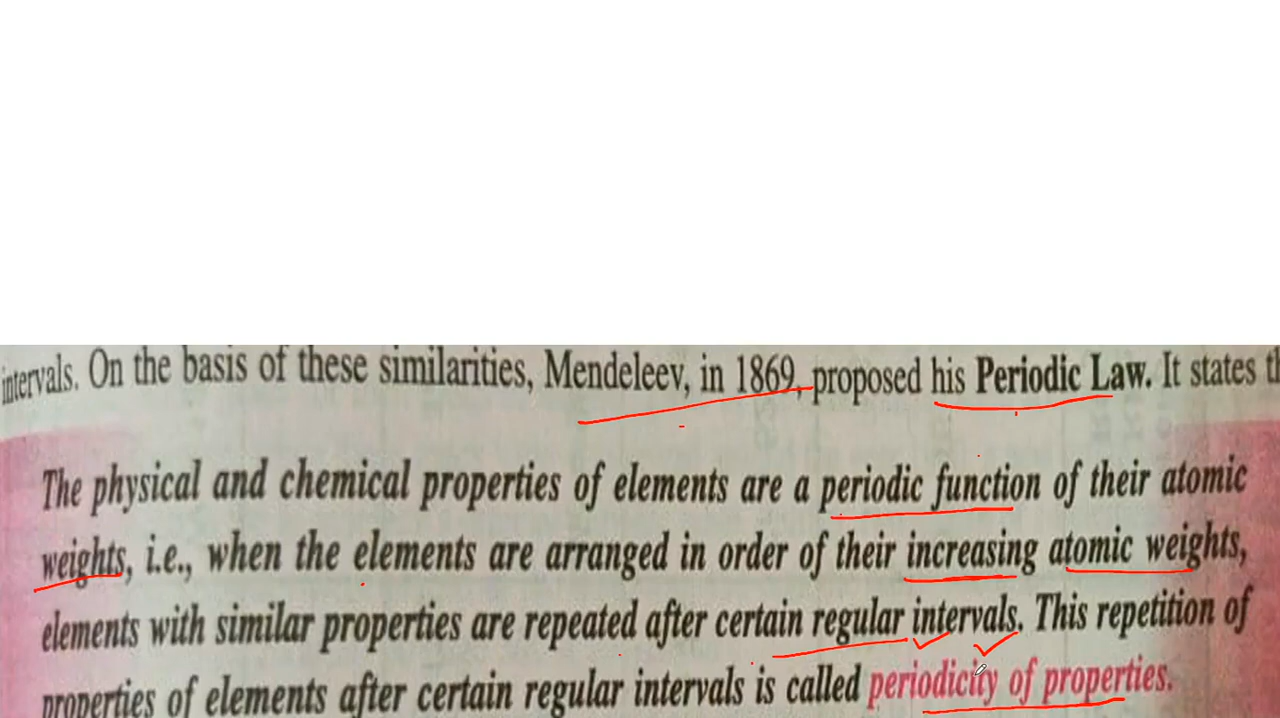 intervals. On the basis of these similarities, Mendeleev, in 1869, proposed his Periodic Law. It states
The physical and chemical properties of elements are a periodic function of their atomic
weights, i.e., when the elements are arranged in order of their increasing atomic weights,
elements with similar properties are repeated after certain regular intervals. This repetition of
properties of elements after certain regular intervals is called periodicity of properties.